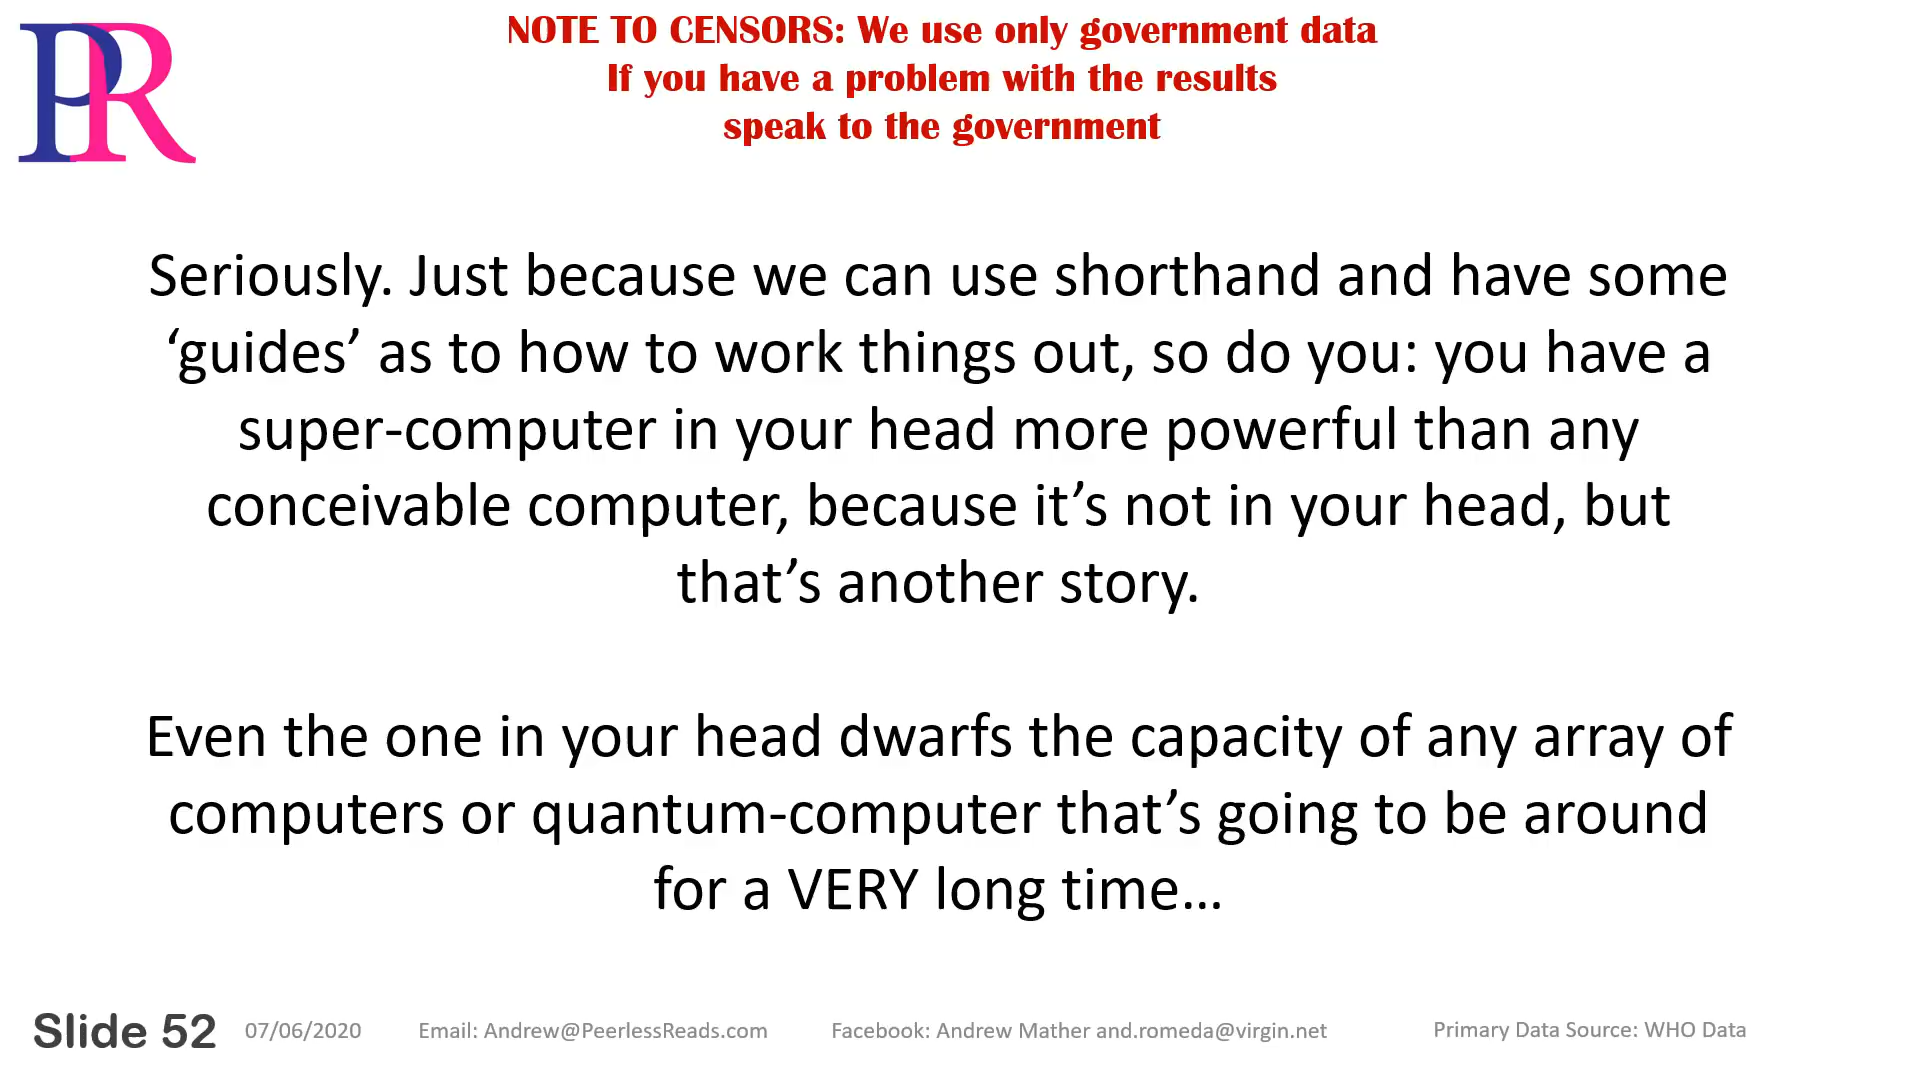 PR
NOTE TO CENSORS: We use only government data
If you have a problem with the results
speak to the government
Seriously. Just because we can use shorthand and have some
‘guides’ as to how to work things out, so do you: you have a
super-computer in your head more powerful than any
conceivable computer, because it’s not in your head, but
that’s another story.
Even the one in your head dwarfs the capacity of any array of
computers or quantum-computer that’s going to be around
for a VERY long time…
Slide 52 07/06/2020 Email: Andrew@PeerlessReads.com Facebook: Andrew Mather and.romeda@virgin.net Primary Data Source: WHO Data